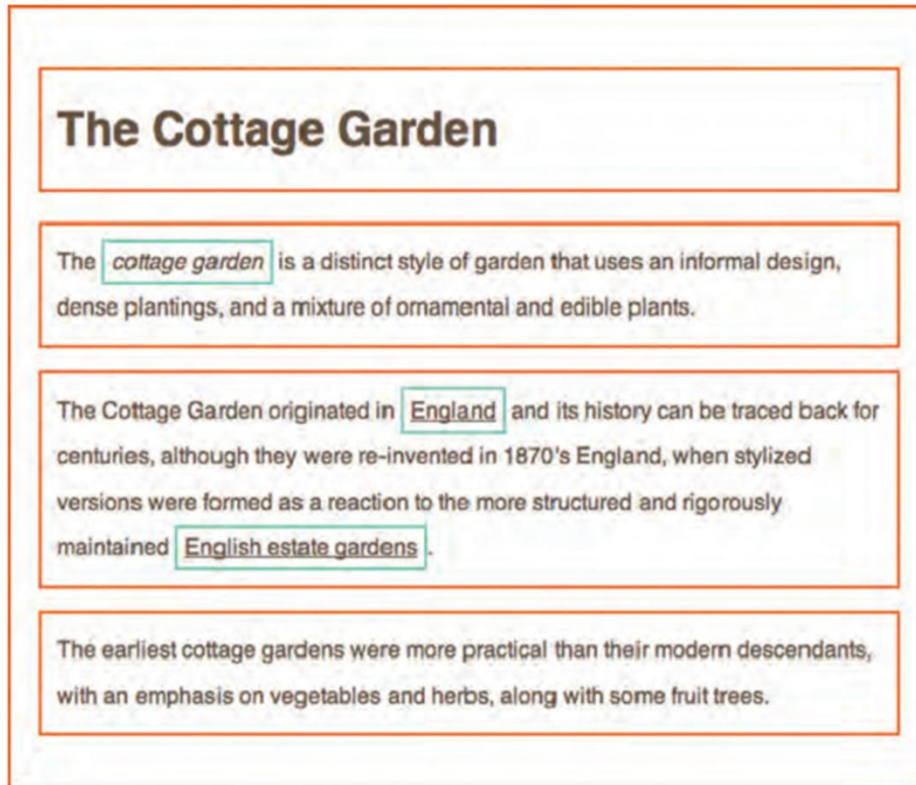 The Cottage Garden
The cottage garden is a distinct style of garden that uses an informal design,
dense plantings, and a mixture of ornamental and edible plants.
The Cottage Garden originated in England and its history can be traced back for
centuries, although they were re-invented in 1870's England, when stylized
versions were formed as a reaction to the more structured and rigorously
maintained English estate gardens.
The earliest cottage gardens were more practical than their modern descendants,
with an emphasis on vegetables and herbs, along with some fruit trees.